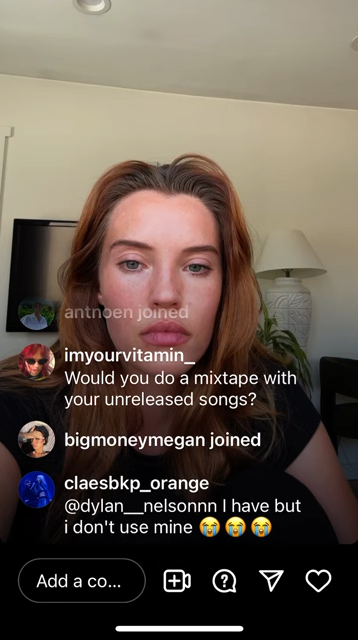 antnoen joined
imyourvitamin_
Would you do a mixtape with
your unreleased songs?
bigmoneymegan joined
claesbkp_orange
@dylan__nelsonnn I have but
i don't use mine 😭😭😭
Add a co...